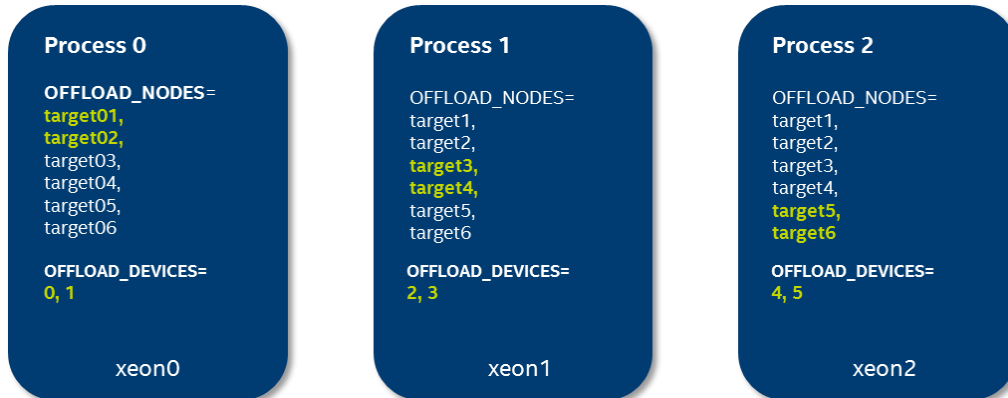 Process 0
OFFLOAD_NODES=
target01,
target02,
target03,
target04,
target05,
target06
OFFLOAD_DEVICES=
0, 1
xeon0
Process 1
OFFLOAD_NODES=
target1,
target2,
target3,
target4,
target5,
target6
OFFLOAD_DEVICES=
2, 3
xeon1
Process 2
OFFLOAD_NODES=
target1,
target2,
target3,
target4,
target5,
target6
OFFLOAD_DEVICES=
4, 5
xeon2